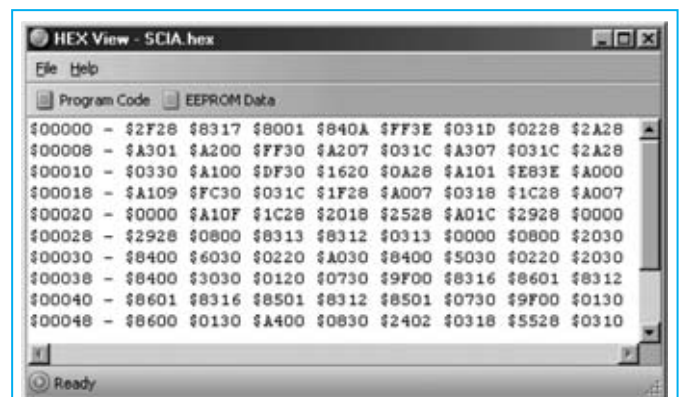 HEX View - SCIA.hex
File Help
Program Code EEPROM Data
$00000 - $2F28 $8317 $8001 $840A $FF3E $031D $0228 $2A28
$00008 - $A301 $A200 $FF30 $A207 $031C $A307 $031C $2A28
$00010 - $0330 $A100 $DF30 $1620 $0A28 $A101 $E83E $A000
$00018 - $A109 $FC30 $031C $1F28 $A007 $0318 $1C28 $A007
$00020 - $0000 $A10F $1C28 $2018 $2528 $A01C $2928 $0000
$00028 - $2928 $0800 $8313 $8312 $0313 $0000 $0800 $2030
$00030 - $8400 $6030 $0220 $A030 $8400 $5030 $0220 $2030
$00038 - $8400 $3030 $0120 $0730 $9F00 $8316 $8601 $8312
$00040 - $8601 $8316 $8501 $8312 $8501 $0730 $9F00 $0130
$00048 - $8600 $0130 $A400 $0830 $2402 $0318 $5528 $0310
Ready